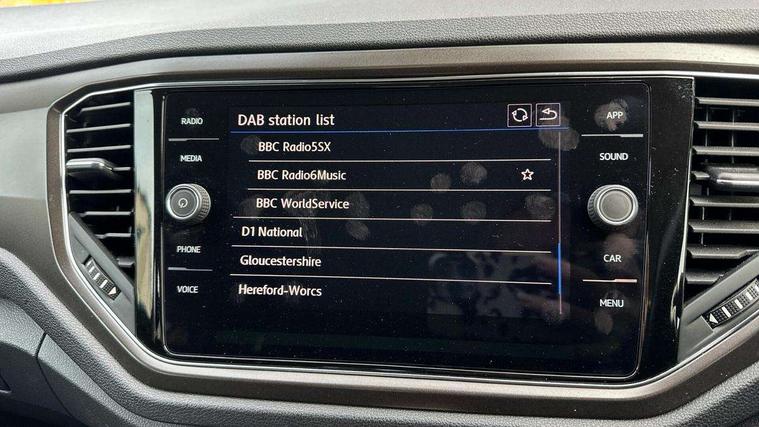 RADIO
MEDIA
PHONE
VOICE
DAB station list
BBC Radio5SX
BBC Radio6Music
BBC WorldService
D1 National
Gloucestershire
Hereford-Worcs
APP
SOUND
CAR
MENU